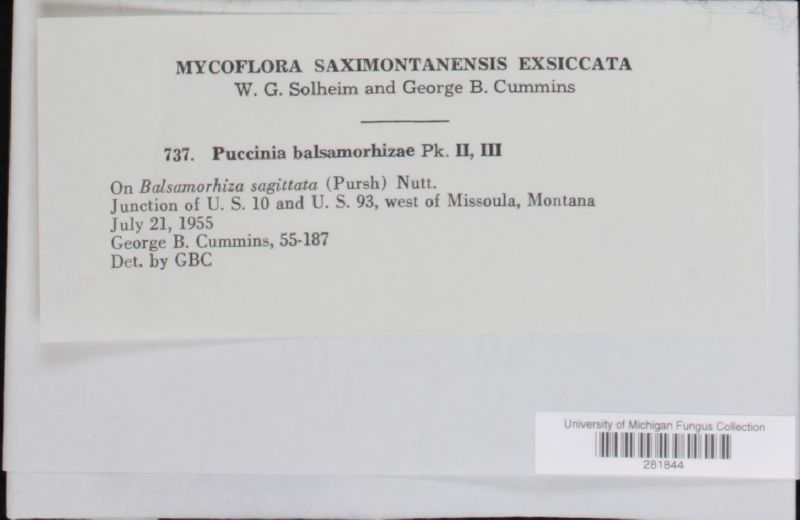 MYCOFLORA SAXIMONTANENSIS EXSICCATA
W. G. Solheim and George B. Cummins
737. Puccinia balsamorhizae Pk. II, III
On Balsamorhiza sagittata (Pursh) Nutt.
Junction of U. S. 10 and U. S. 93, west of Missoula, Montana
July 21, 1955
George B. Cummins, 55-187
Det. by GBC
University of Michigan Fungus Collection
281844